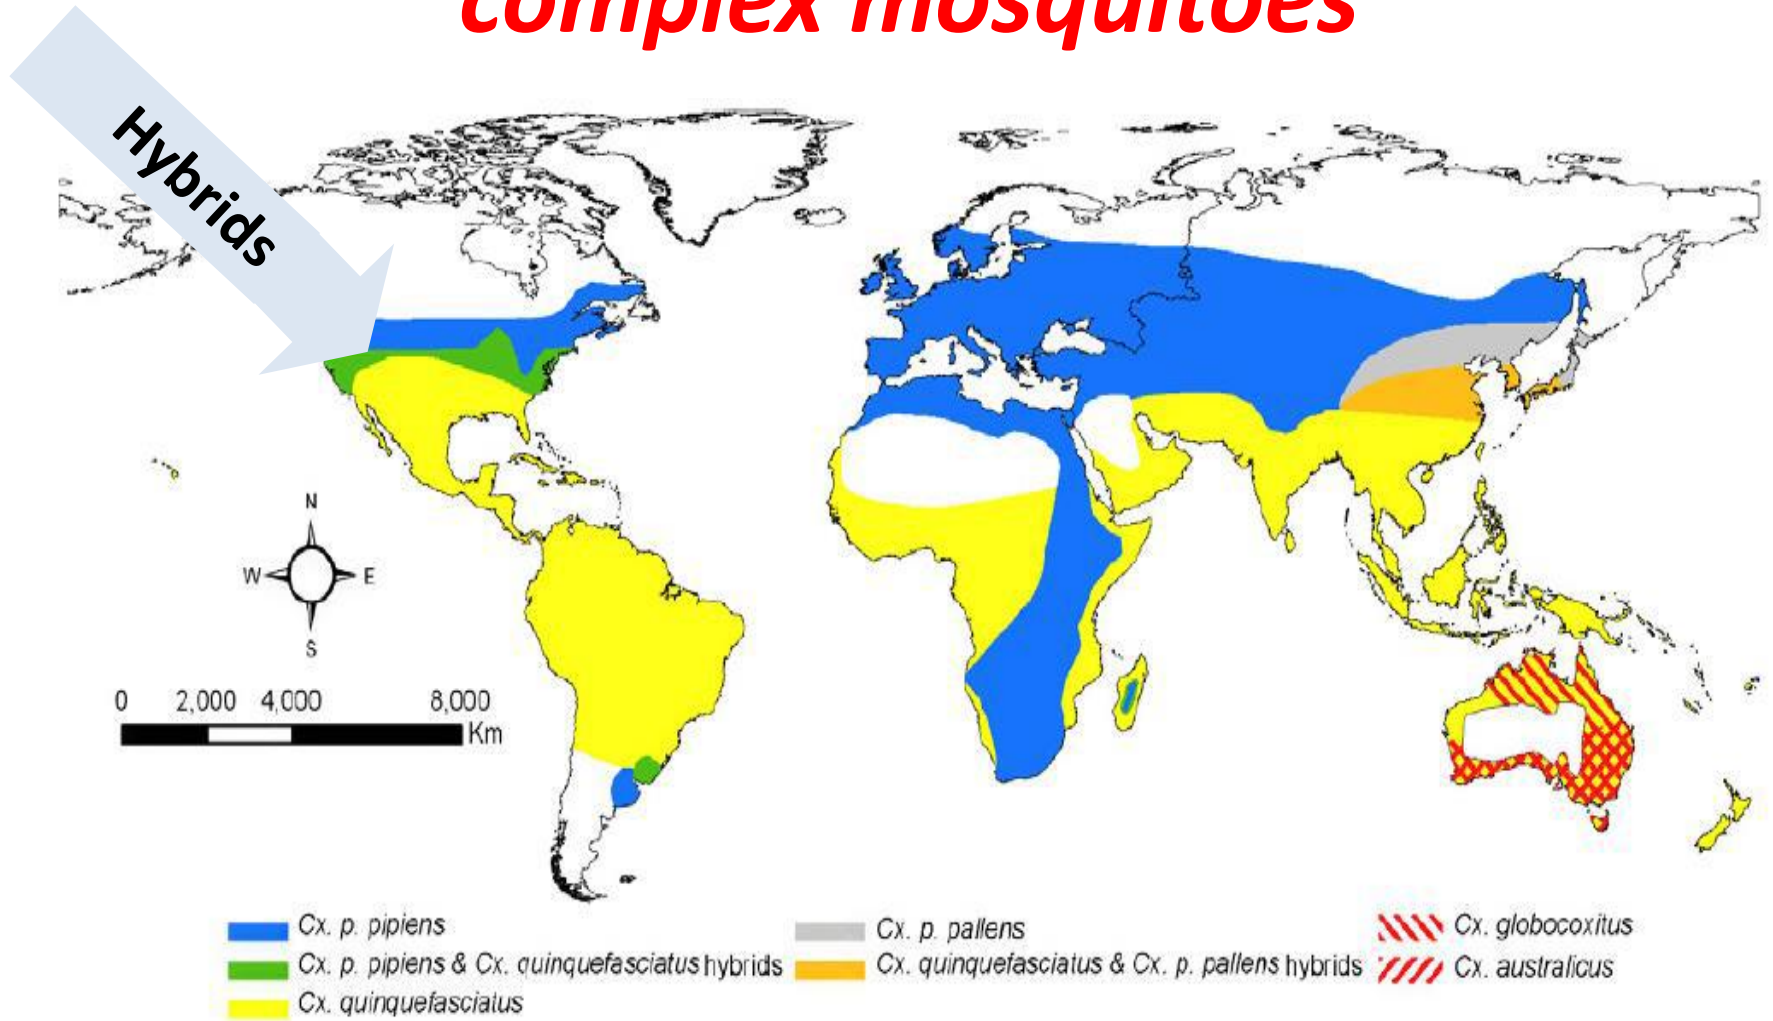 complex mosquitoes
Hybrids
N
W E
S
0 2,000 4,000 8,000
Km
Cx. p. pipiens
Cx. p. pipiens & Cx. quinquefasciatus hybrids
Cx. quinquefasciatus
Cx. p. pallens
Cx. quinquefasciatus & Cx. p. pallens hybrids
Cx. globocoxitus
Cx. australicus